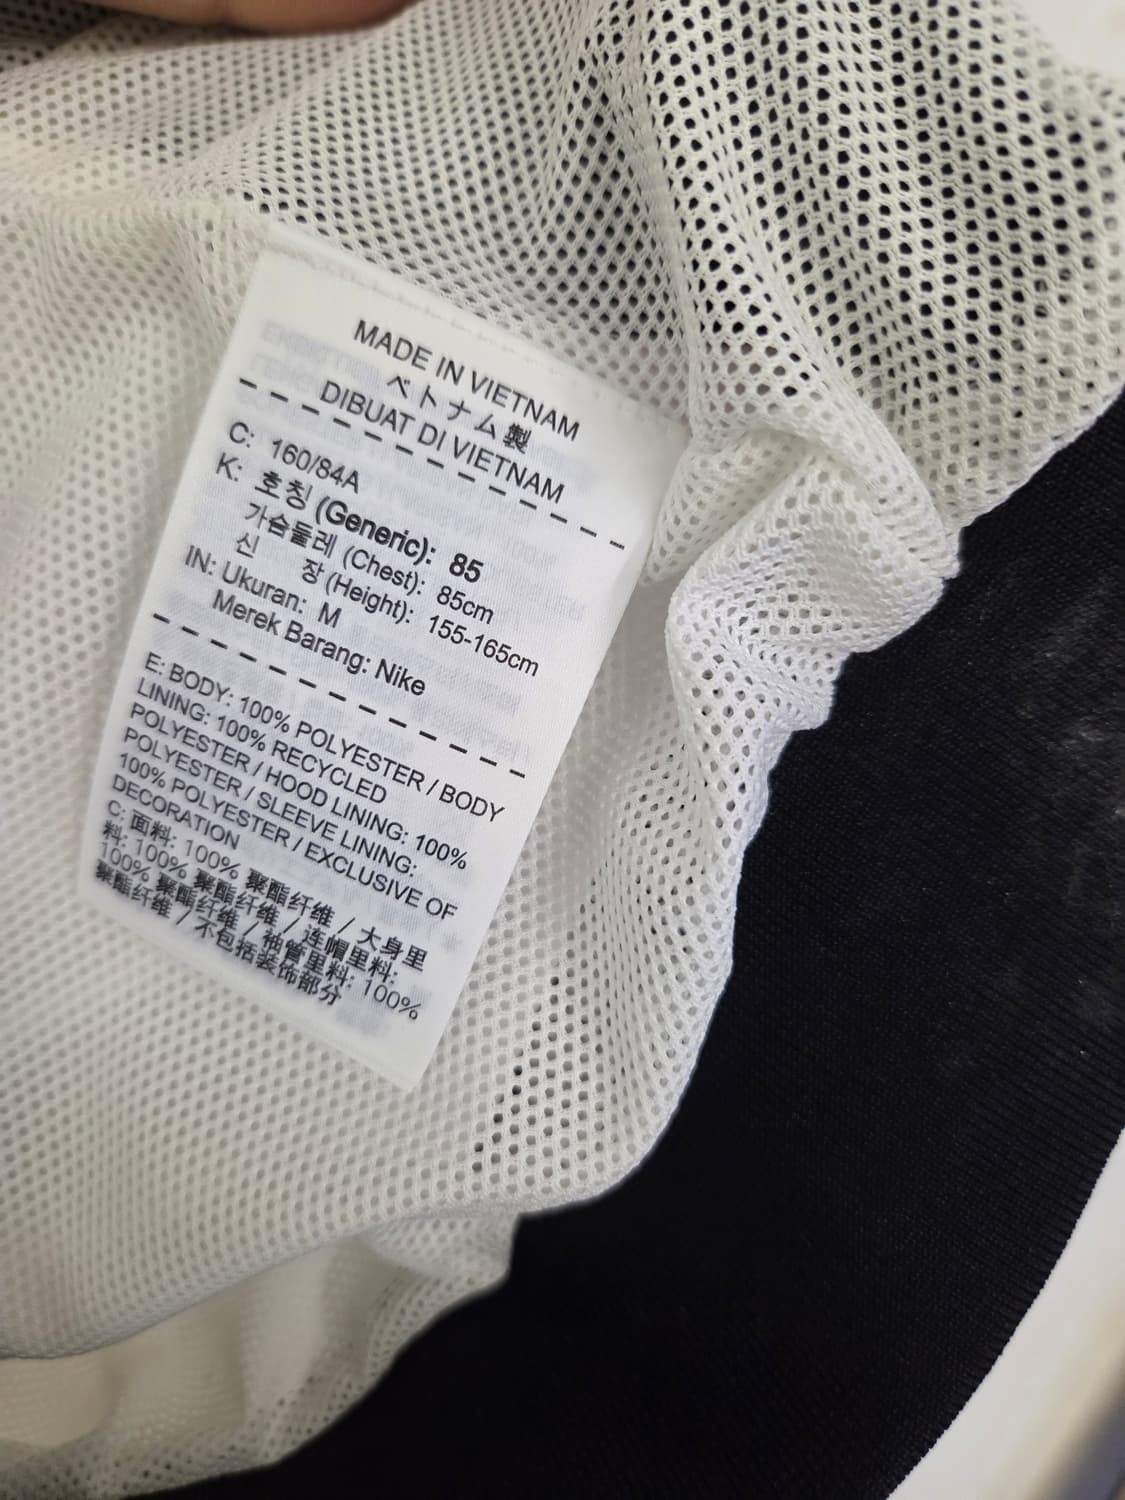 MADE IN VIETNAM
ベトナム製
DIBUAT DI VIETNAM
C: 160/84A
K: 호칭 (Generic): 85
가슴둘레 (Chest): 85cm
신 장 (Height): 155-165cm
IN: Ukuran: M
Merek Barang: Nike
E: BODY: 100% POLYESTER / BODY
LINING: 100% RECYCLED
POLYESTER / HOOD LINING: 100%
POLYESTER / SLEEVE LINING:
100% POLYESTER / EXCLUSIVE OF
DECORATION
C: 面料: 100% 聚酯纤维 / 大身里
料: 100% 聚酯纤维 / 连帽里料:
100% 聚酯纤维 / 袖管里料: 100%
聚酯纤维 / 不包括装饰部分